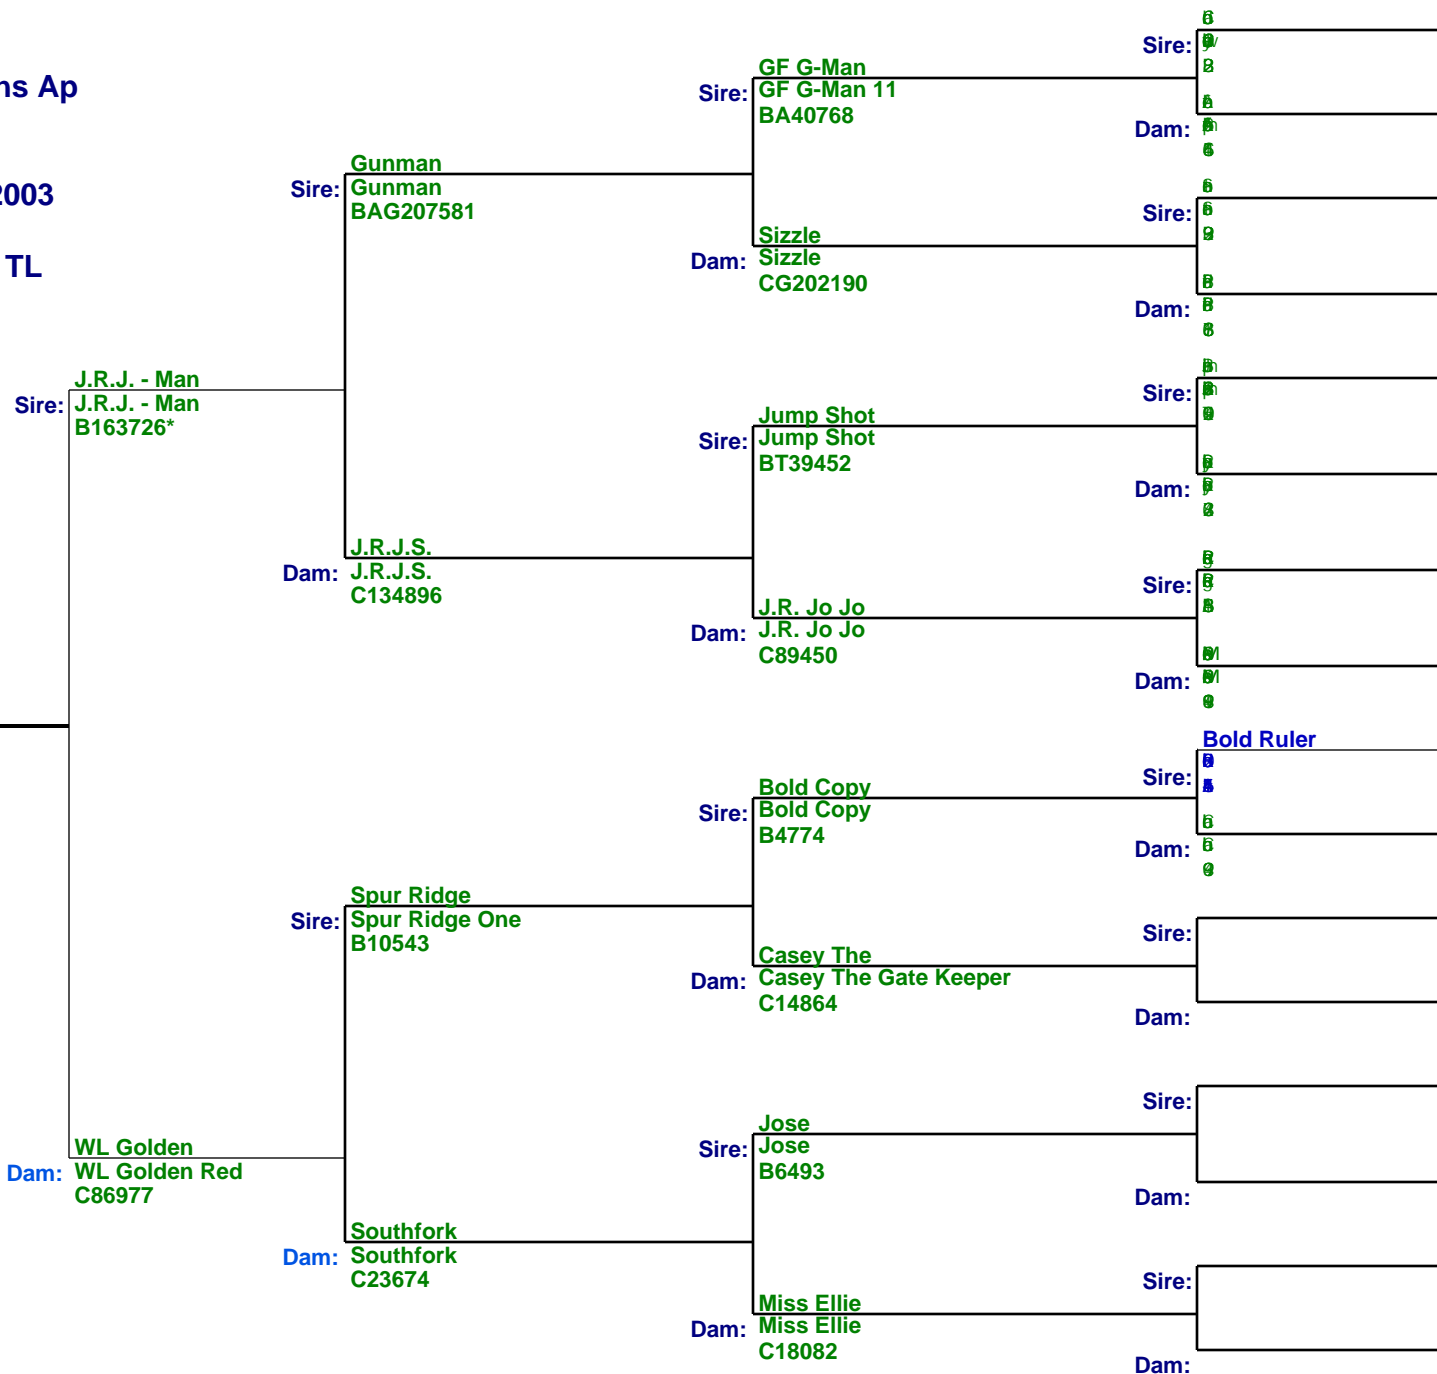 ns Ap
2003
TL
Sire:
J.R.J. - Man
J.R.J. - Man
B163726*
Dam:
WL Golden
WL Golden Red
C86977
Sire:
Gunman
Gunman
BAG207581
Dam:
J.R.J.S.
J.R.J.S.
C134896
Sire:
Spur Ridge
Spur Ridge One
B10543
Dam:
Southfork
Southfork
C23674
Sire:
GF G-Man
GF G-Man 11
BA40768
Dam:
Sizzle
Sizzle
CG202190
Sire:
Jump Shot
Jump Shot
BT39452
Dam:
J.R. Jo Jo
J.R. Jo Jo
C89450
Sire:
Bold Copy
Bold Copy
B4774
Dam:
Casey The
Casey The Gate Keeper
C14864
Sire:
Jose
Jose
B6493
Dam:
Miss Ellie
Miss Ellie
C18082
Sire:
Dam:
Sire:
Dam:
Sire:
Dam:
Sire:
Dam:
Bold Ruler
Sire:
Dam:
Sire:
Dam:
Sire:
Dam:
Sire:
Dam: